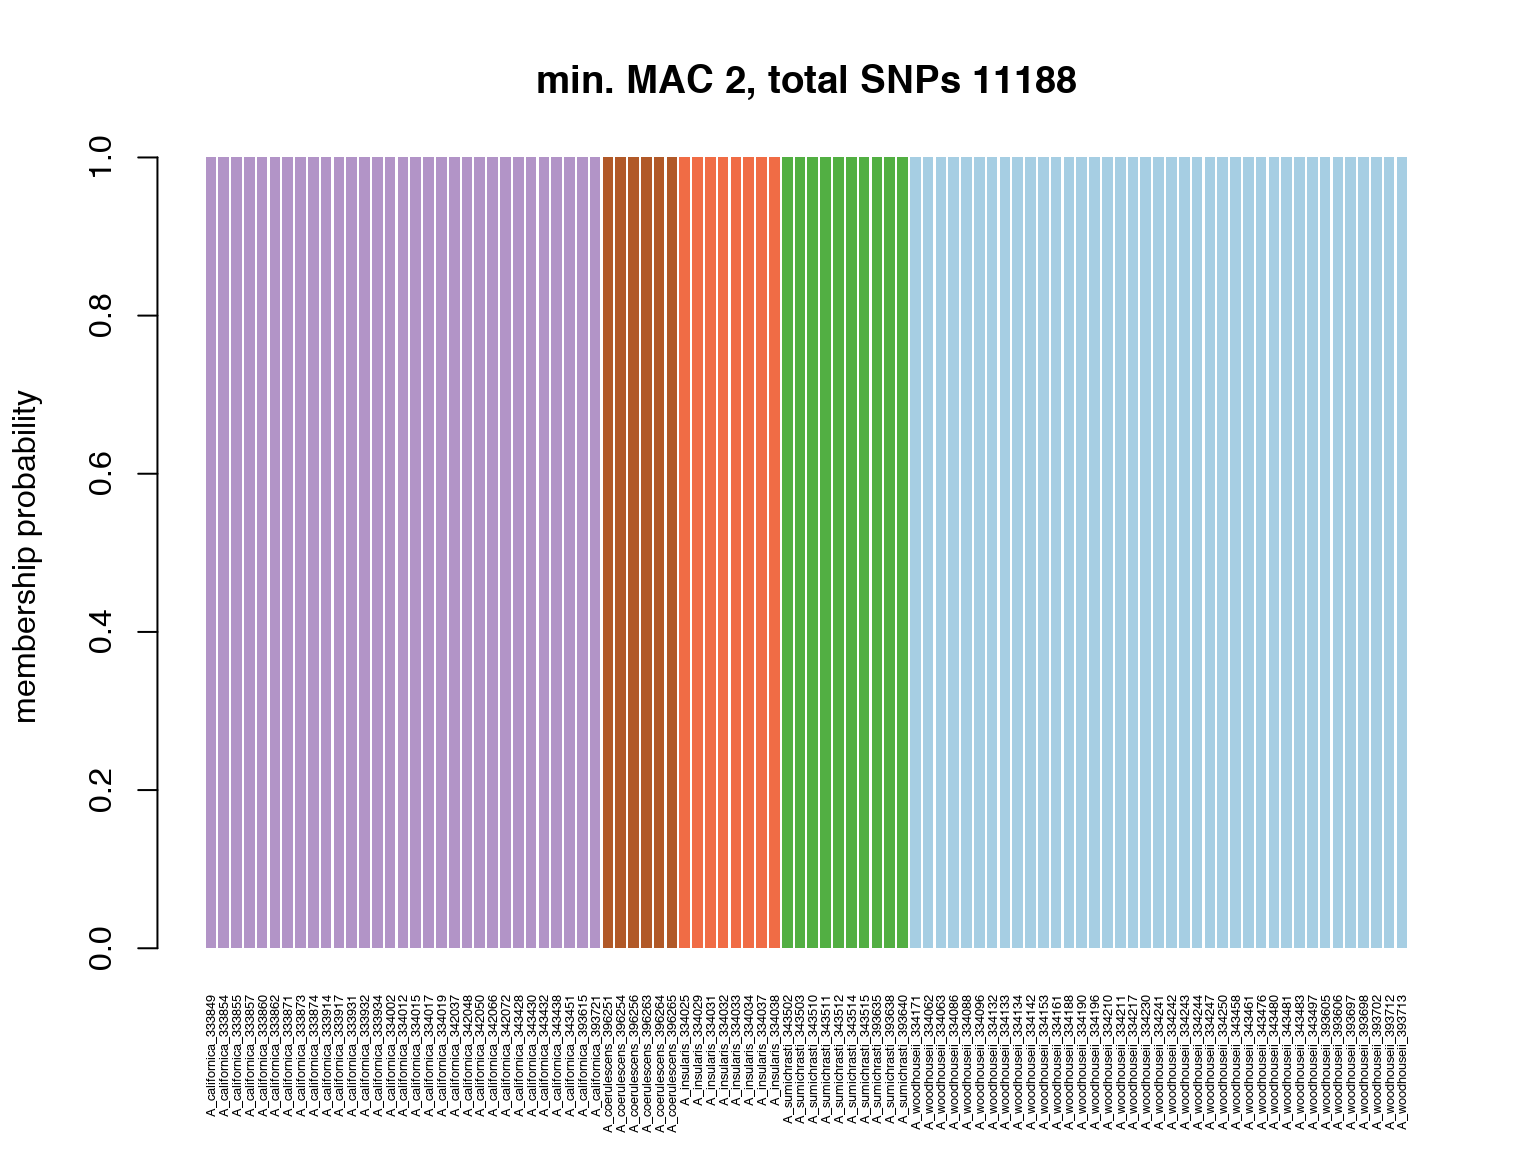 min. MAC 2, total SNPs 11188
membership probability
1.0
0.8
0.6
0.4
0.2
0.0
A_californica_333849
A_californica_333854
A_californica_333855
A_californica_333857
A_californica_333860
A_californica_333862
A_californica_333871
A_californica_333873
A_californica_333874
A_californica_333914
A_californica_333917
A_californica_333931
A_californica_333932
A_californica_333934
A_californica_334002
A_californica_334012
A_californica_334015
A_californica_334017
A_californica_334019
A_californica_342037
A_californica_342048
A_californica_342050
A_californica_342066
A_californica_342072
A_californica_343428
A_californica_343430
A_californica_343432
A_californica_343438
A_californica_343451
A_californica_393615
A_californica_393721
A_coerulescens_396251
A_coerulescens_396254
A_coerulescens_396256
A_coerulescens_396263
A_coerulescens_396264
A_coerulescens_396265
A_insularis_334025
A_insularis_334029
A_insularis_334031
A_insularis_334032
A_insularis_334033
A_insularis_334034
A_insularis_334037
A_insularis_334038
A_sumichrasti_343502
A_sumichrasti_343503
A_sumichrasti_343510
A_sumichrasti_343511
A_sumichrasti_343512
A_sumichrasti_343514
A_sumichrasti_343515
A_sumichrasti_393635
A_sumichrasti_393638
A_sumichrasti_393640
A_woodhouseii_334171
A_woodhouseii_334062
A_woodhouseii_334063
A_woodhouseii_334086
A_woodhouseii_334088
A_woodhouseii_334096
A_woodhouseii_334132
A_woodhouseii_334133
A_woodhouseii_334134
A_woodhouseii_334142
A_woodhouseii_334153
A_woodhouseii_334161
A_woodhouseii_334188
A_woodhouseii_334190
A_woodhouseii_334196
A_woodhouseii_334210
A_woodhouseii_334211
A_woodhouseii_334217
A_woodhouseii_334230
A_woodhouseii_334241
A_woodhouseii_334242
A_woodhouseii_334243
A_woodhouseii_334244
A_woodhouseii_334247
A_woodhouseii_334250
A_woodhouseii_343458
A_woodhouseii_343461
A_woodhouseii_343476
A_woodhouseii_343480
A_woodhouseii_343481
A_woodhouseii_343483
A_woodhouseii_343497
A_woodhouseii_393605
A_woodhouseii_393606
A_woodhouseii_393697
A_woodhouseii_393698
A_woodhouseii_393702
A_woodhouseii_393712
A_woodhouseii_393713